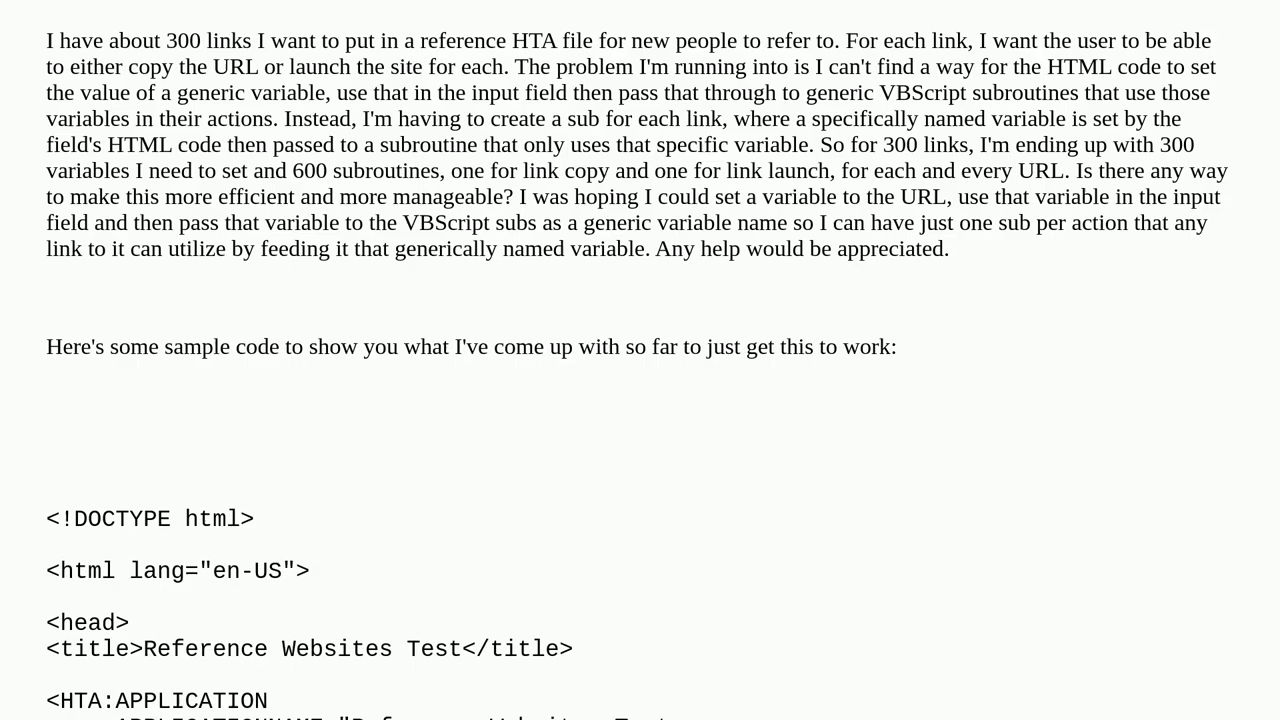 I have about 300 links I want to put in a reference HTA file for new people to refer to. For each link, I want the user to be able
to either copy the URL or launch the site for each. The problem I'm running into is I can't find a way for the HTML code to set
the value of a generic variable, use that in the input field then pass that through to generic VBScript subroutines that use those
variables in their actions. Instead, I'm having to create a sub for each link, where a specifically named variable is set by the
field's HTML code then passed to a subroutine that only uses that specific variable. So for 300 links, I'm ending up with 300
variables I need to set and 600 subroutines, one for link copy and one for link launch, for each and every URL. Is there any way
to make this more efficient and more manageable? I was hoping I could set a variable to the URL, use that variable in the input
field and then pass that variable to the VBScript subs as a generic variable name so I can have just one sub per action that any
link to it can utilize by feeding it that generically named variable. Any help would be appreciated.
Here's some sample code to show you what I've come up with so far to just get this to work:
<!DOCTYPE html>
<html lang="en-US">
<head>
<title>Reference Websites Test</title>
<HTA:APPLICATION